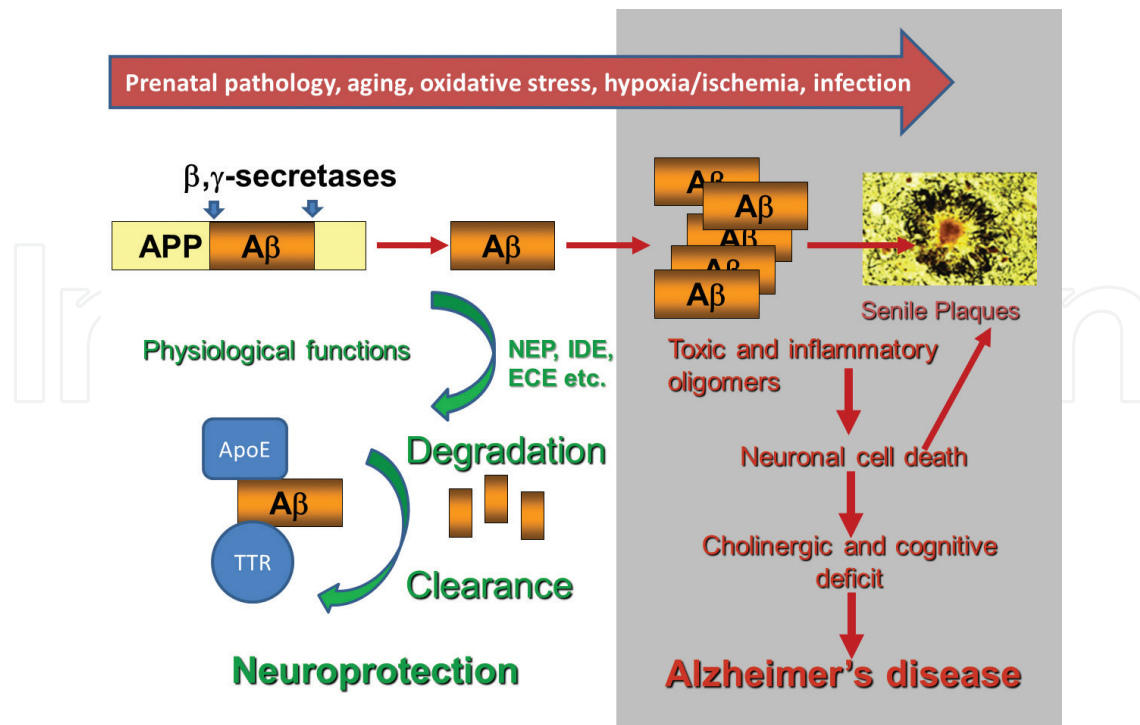 Prenatal pathology, aging, oxidative stress, hypoxia/ischemia, infection
β,γ-secretases
APP
Aβ
Aβ
Aβ
Aβ
Aβ
Aβ
Aβ
Senile Plaques
Physiological functions
NEP, IDE,
ECE etc.
Toxic and inflammatory
oligomers
ApoE
Aβ
TTR
Degradation
Clearance
Neuronal cell death
Cholinergic and cognitive
deficit
Neuroprotection
Alzheimer's disease